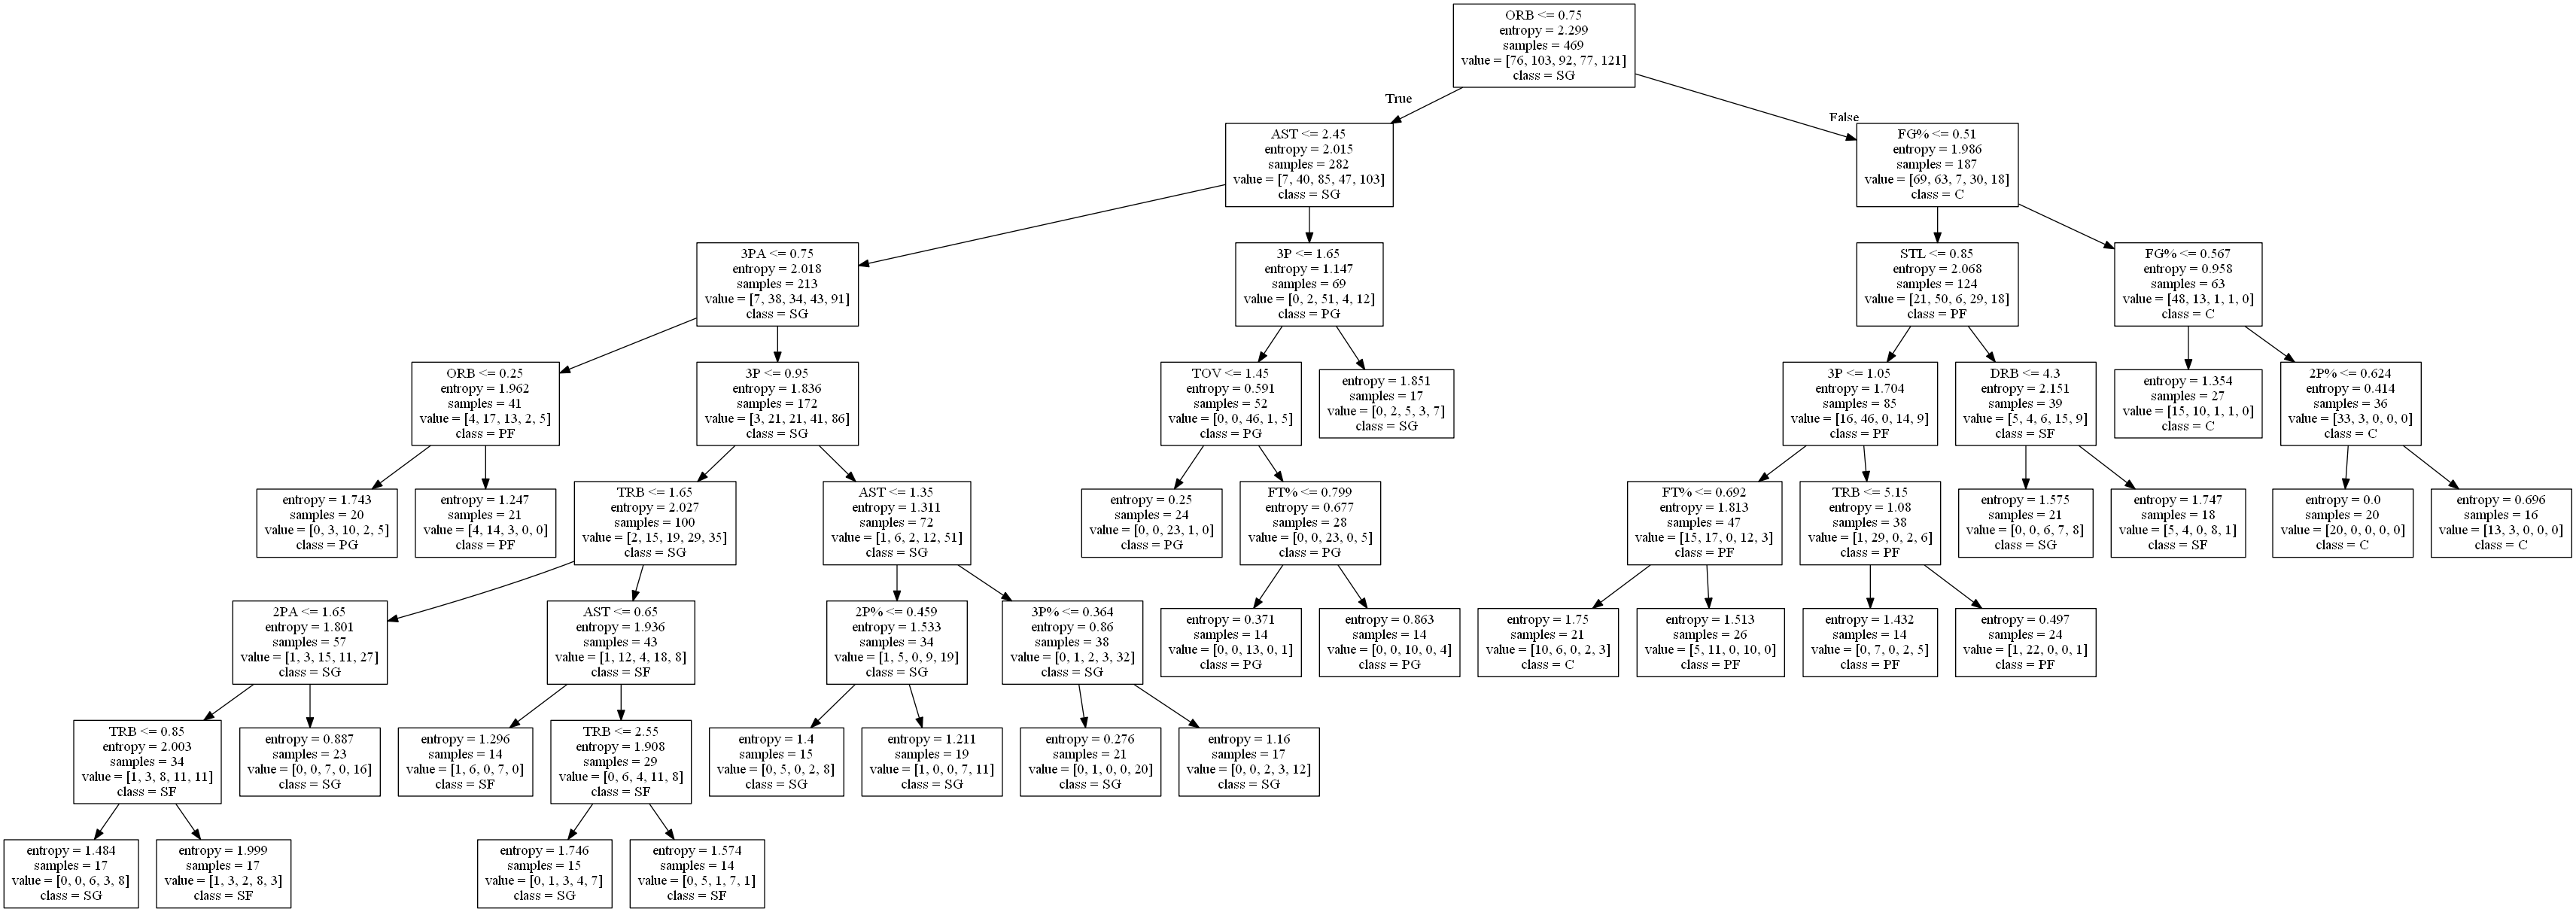 ORB <= 0.75
entropy = 2.299
samples = 469
value = [76, 103, 92, 77, 121]
class = SG
True
False
AST <= 2.45
entropy = 2.015
samples = 282
value = [7, 40, 85, 47, 103]
class = SG
FG% <= 0.51
entropy = 1.986
samples = 187
value = [69, 63, 7, 30, 18]
class = C
3PA <= 0.75
entropy = 2.018
samples = 213
value = [7, 38, 34, 43, 91]
class = SG
3P <= 1.65
entropy = 1.147
samples = 69
value = [0, 2, 51, 4, 12]
class = PG
STL <= 0.85
entropy = 2.068
samples = 124
value = [21, 50, 6, 29, 18]
class = PF
FG% <= 0.567
entropy = 0.958
samples = 63
value = [48, 13, 1, 1, 0]
class = C
ORB <= 0.25
entropy = 1.962
samples = 41
value = [4, 17, 13, 2, 5]
class = PF
3P <= 0.95
entropy = 1.836
samples = 172
value = [3, 21, 21, 41, 86]
class = SG
TOV <= 1.45
entropy = 0.591
samples = 52
value = [0, 0, 46, 1, 5]
class = PG
entropy = 1.851
samples = 17
value = [0, 2, 5, 3, 7]
class = SG
3P <= 1.05
entropy = 1.704
samples = 85
value = [16, 46, 0, 14, 9]
class = PF
DRB <= 4.3
entropy = 2.151
samples = 39
value = [5, 4, 6, 15, 9]
class = SF
entropy = 1.354
samples = 27
value = [15, 10, 1, 1, 0]
class = C
2P% <= 0.624
entropy = 0.414
samples = 36
value = [33, 3, 0, 0, 0]
class = C
entropy = 1.743
samples = 20
value = [0, 3, 10, 2, 5]
class = PG
entropy = 1.247
samples = 21
value = [4, 14, 3, 0, 0]
class = PF
TRB <= 1.65
entropy = 2.027
samples = 100
value = [2, 15, 19, 29, 35]
class = SG
AST <= 1.35
entropy = 1.311
samples = 72
value = [1, 6, 2, 12, 51]
class = SG
entropy = 0.25
samples = 24
value = [0, 0, 23, 1, 0]
class = PG
FT% <= 0.799
entropy = 0.677
samples = 28
value = [0, 0, 23, 0, 5]
class = PG
FT% <= 0.692
entropy = 1.813
samples = 47
value = [15, 17, 0, 12, 3]
class = PF
TRB <= 5.15
entropy = 1.08
samples = 38
value = [1, 29, 0, 2, 6]
class = PF
entropy = 1.575
samples = 21
value = [0, 0, 6, 7, 8]
class = SG
entropy = 1.747
samples = 18
value = [5, 4, 0, 8, 1]
class = SF
entropy = 0.0
samples = 20
value = [20, 0, 0, 0, 0]
class = C
entropy = 0.696
samples = 16
value = [13, 3, 0, 0, 0]
class = C
2PA <= 1.65
entropy = 1.801
samples = 57
value = [1, 3, 15, 11, 27]
class = SG
AST <= 0.65
entropy = 1.936
samples = 43
value = [1, 12, 4, 18, 8]
class = SF
2P% <= 0.459
entropy = 1.533
samples = 34
value = [1, 5, 0, 9, 19]
class = SG
3P% <= 0.364
entropy = 0.86
samples = 38
value = [0, 1, 2, 3, 32]
class = SG
entropy = 0.371
samples = 14
value = [0, 0, 13, 0, 1]
class = PG
entropy = 0.863
samples = 14
value = [0, 0, 10, 0, 4]
class = PG
entropy = 1.75
samples = 21
value = [10, 6, 0, 2, 3]
class = C
entropy = 1.513
samples = 26
value = [5, 11, 0, 10, 0]
class = PF
entropy = 1.432
samples = 14
value = [0, 7, 0, 2, 5]
class = PF
entropy = 0.497
samples = 24
value = [1, 22, 0, 0, 1]
class = PF
TRB <= 0.85
entropy = 2.003
samples = 34
value = [1, 3, 8, 11, 11]
class = SF
entropy = 0.887
samples = 23
value = [0, 0, 7, 0, 16]
class = SG
entropy = 1.296
samples = 14
value = [1, 6, 0, 7, 0]
class = SF
TRB <= 2.55
entropy = 1.908
samples = 29
value = [0, 6, 4, 11, 8]
class = SF
entropy = 1.4
samples = 15
value = [0, 5, 0, 2, 8]
class = SG
entropy = 1.211
samples = 19
value = [1, 0, 0, 7, 11]
class = SG
entropy = 0.276
samples = 21
value = [0, 1, 0, 0, 20]
class = SG
entropy = 1.16
samples = 17
value = [0, 0, 2, 3, 12]
class = SG
entropy = 1.484
samples = 17
value = [0, 0, 6, 3, 8]
class = SG
entropy = 1.999
samples = 17
value = [1, 3, 2, 8, 3]
class = SF
entropy = 1.746
samples = 15
value = [0, 1, 3, 4, 7]
class = SG
entropy = 1.574
samples = 14
value = [0, 5, 1, 7, 1]
class = SF